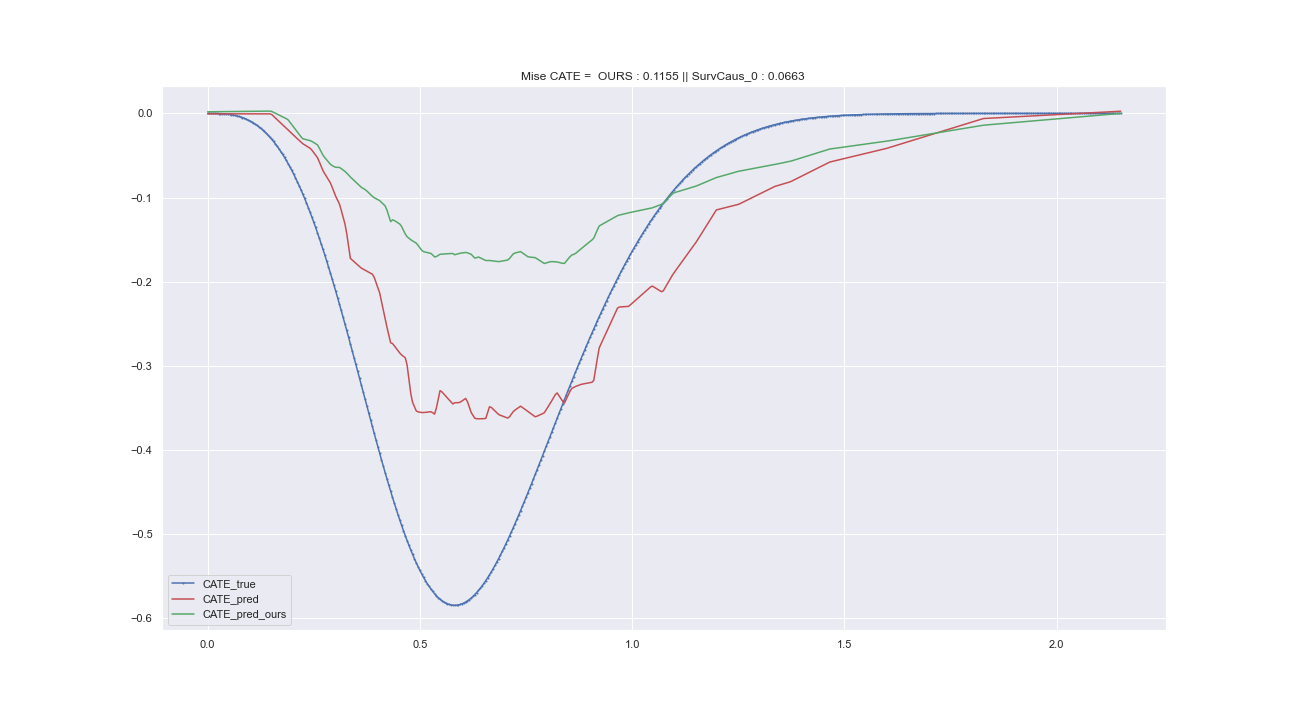 Mise CATE =  OURS : 0.1155 || SurvCaus_0 : 0.0663
0.0
−0.1
−0.2
−0.3
−0.4
−0.5
−0.6
CATE_true
CATE_pred
CATE_pred_ours
0.0 0.5 1.0 1.5 2.0